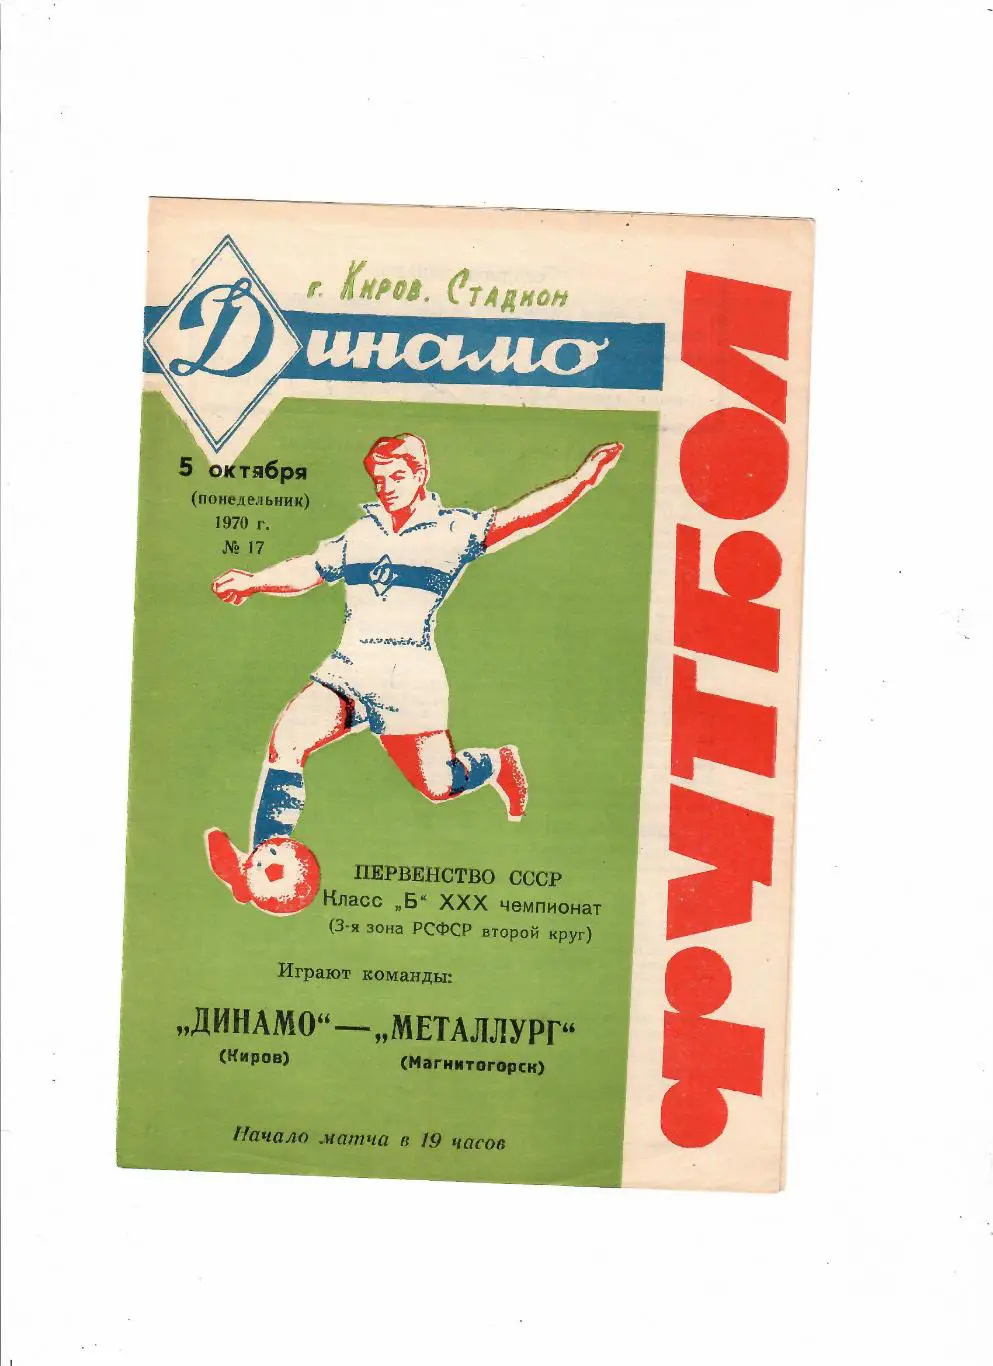 г. Киров. Стадион
Динамо
5 октября
(понедельник)
1970 г.
№ 17
ФУТБОЛ
Д
ПЕРВЕНСТВО СССР
Класс „Б“ XXX чемпионат
(3-я зона РСФСР второй круг)
Играют команды:
„ДИНАМО“—„МЕТАЛЛУРГ“
(Киров) (Магнитогорск)
Начало матча в 19 часов